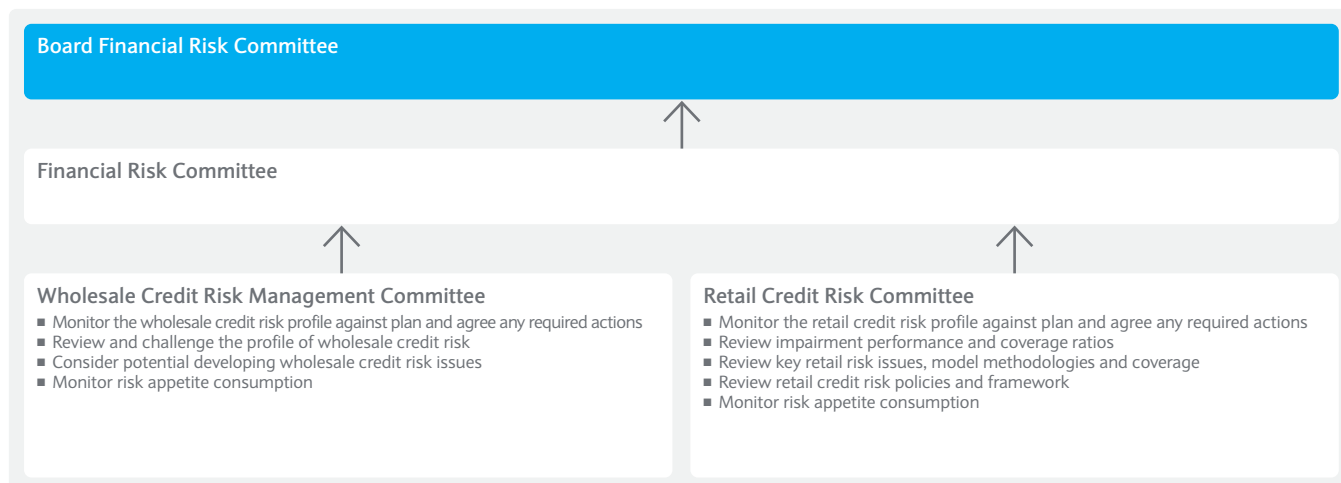 Board Financial Risk Committee
Financial Risk Committee
Wholesale Credit Risk Management Committee
■ Monitor the wholesale credit risk profile against plan and agree any required actions
■ Review and challenge the profile of wholesale credit risk
■ Consider potential developing wholesale credit risk issues
■ Monitor risk appetite consumption
Retail Credit Risk Committee
■ Monitor the retail credit risk profile against plan and agree any required actions
■ Review impairment performance and coverage ratios
■ Review key retail risk issues, model methodologies and coverage
■ Review retail credit risk policies and framework
■ Monitor risk appetite consumption